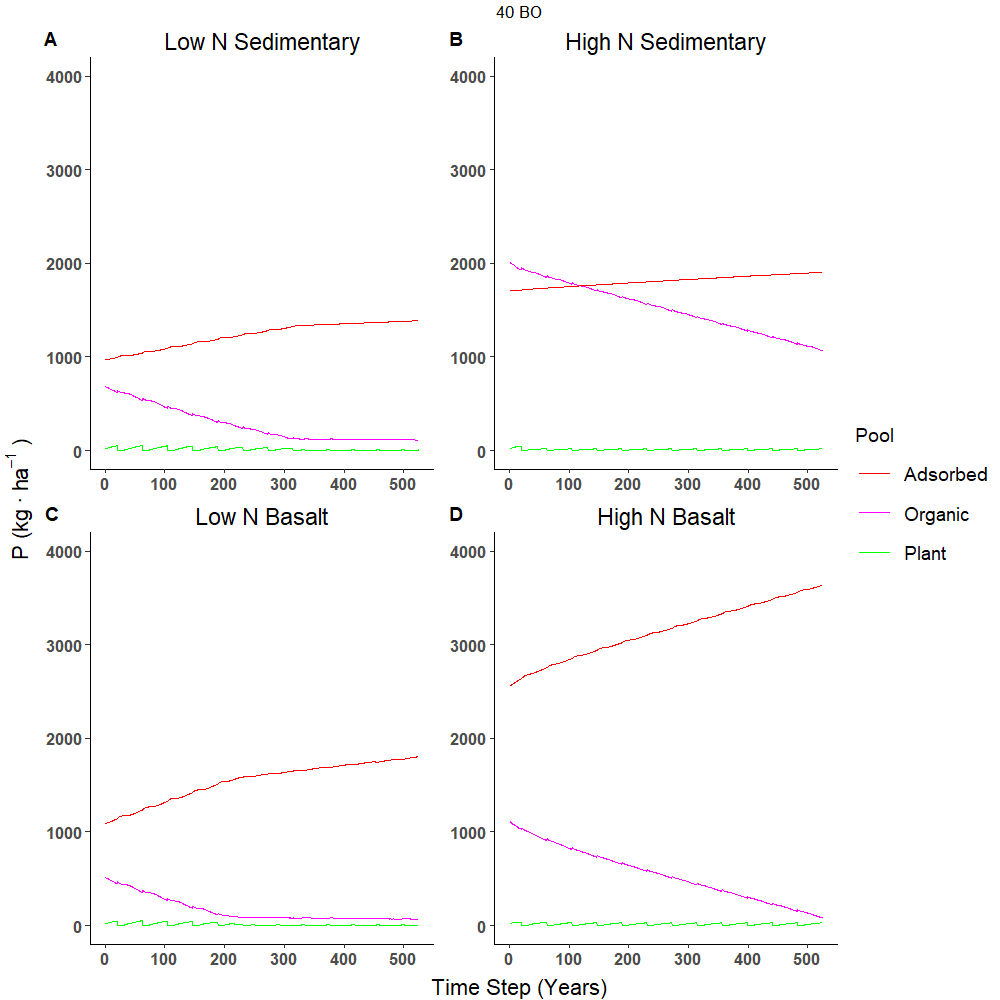 40 BO
A Low N Sedimentary
B High N Sedimentary
4000
3000
2000
1000
0
0 100 200 300 400 500
4000
3000
2000
1000
0
0 100 200 300 400 500
C Low N Basalt
D High N Basalt
4000
3000
2000
1000
0
0 100 200 300 400 500
4000
3000
2000
1000
0
0 100 200 300 400 500
P (kg · ha⁻¹ )
Time Step (Years)
Pool
Adsorbed
Organic
Plant